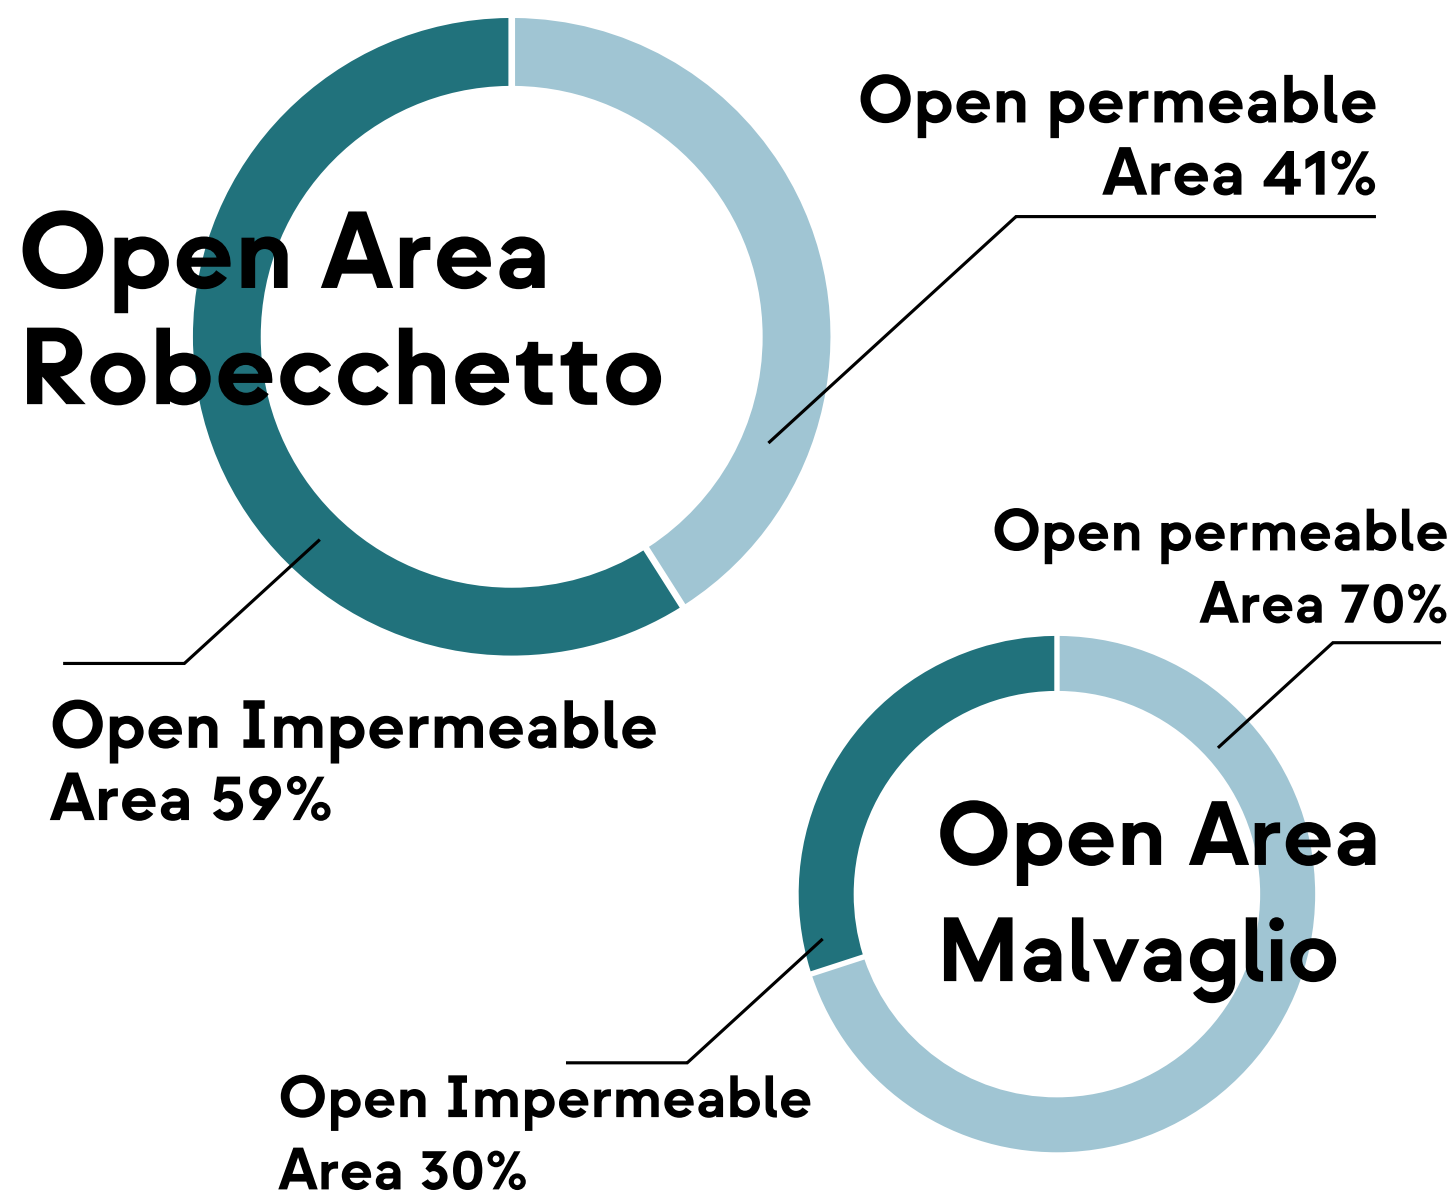 Open permeable
Area 41%
Open Area
Robecchetto
Open Impermeable
Area 59%
Open permeable
Area 70%
Open Area
Malvaglio
Open Impermeable
Area 30%